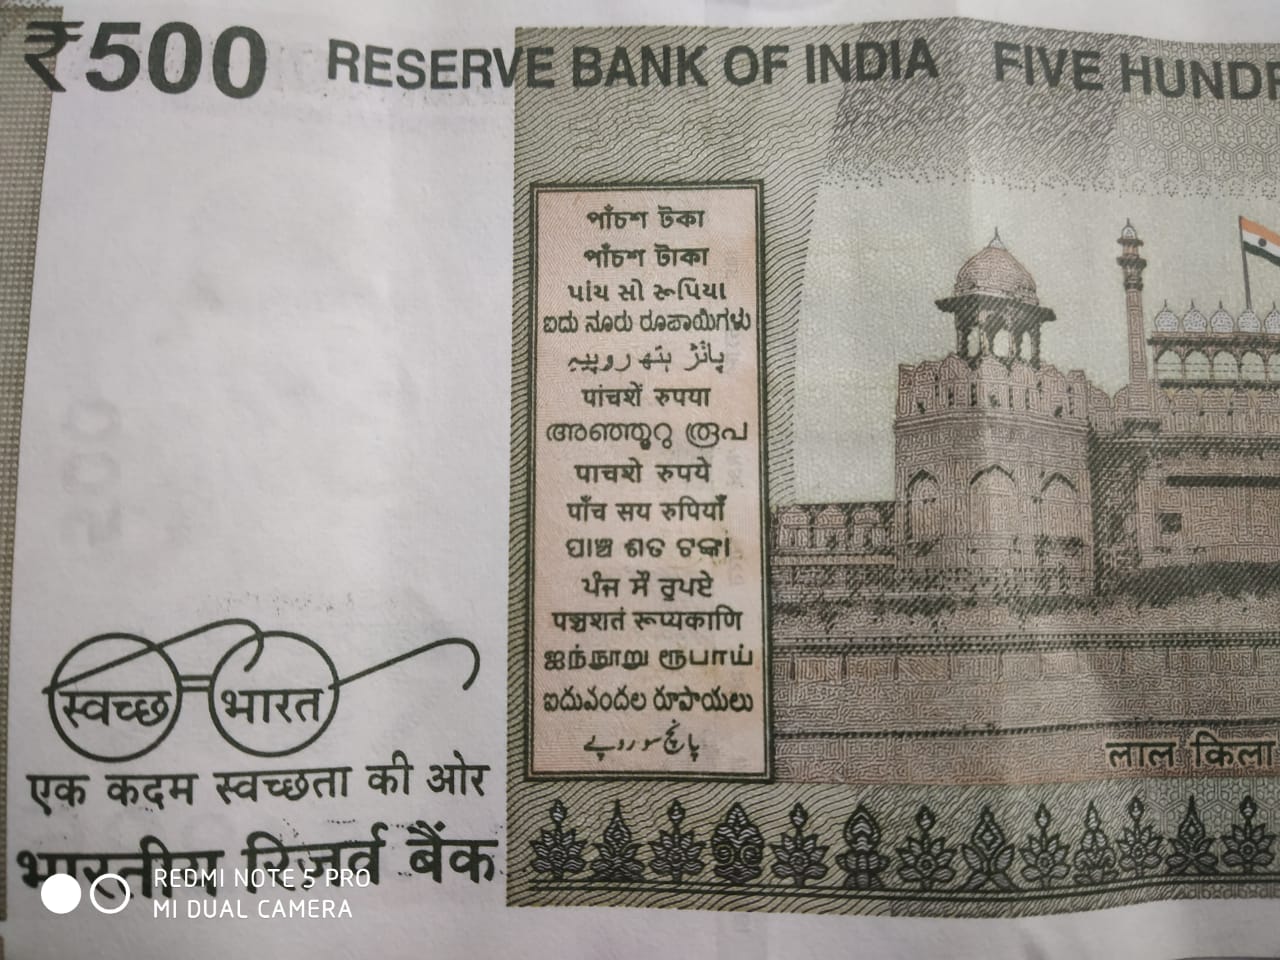 ₹500 RESERVE BANK OF INDIA FIVE HUNDR
পাঁচশ টকা
পাঁচশ টাকা
પાંચ સો રૂપિયા
ಐದು ನೂರು ರೂಪಾಯಿಗಳು
پانژھ ہتھ روپیہ
पांचशें रुपया
അഞ്ഞൂറു രൂപ
पाचशे रुपये
पाँच सय रुपियाँ
ପାଞ୍ଚ ଶତ ଟଙ୍କା
ਪੰਜ ਸੌ ਰੁਪਏ
पञ्चशतं रूप्यकाणि
ஐந்நூறு ரூபாய்
ఐదువందల రూపాయలు
پانچ سو روپے
लाल किला
स्वच्छ भारत
एक कदम स्वच्छता की ओर
भारतीय रिज़र्व बैंक
REDMI NOTE 5 PRO
MI DUAL CAMERA